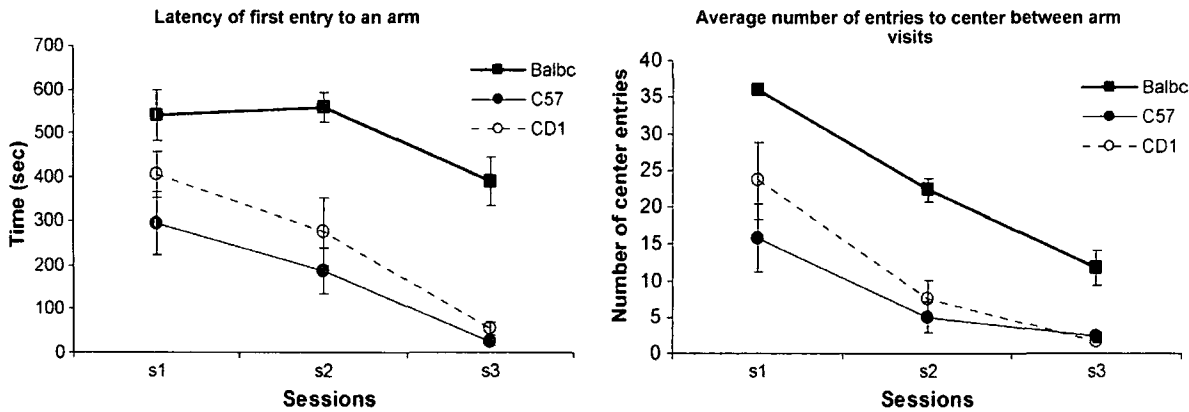 Latency of first entry to an arm
700
600
500
400
300
200
100
0
Time (sec)
Balbc
C57
CD1
s1 s2 s3
Sessions
Average number of entries to center between arm
visits
40
35
30
25
20
15
10
5
0
Number of center entries
Balbc
C57
CD1
s1 s2 s3
Sessions